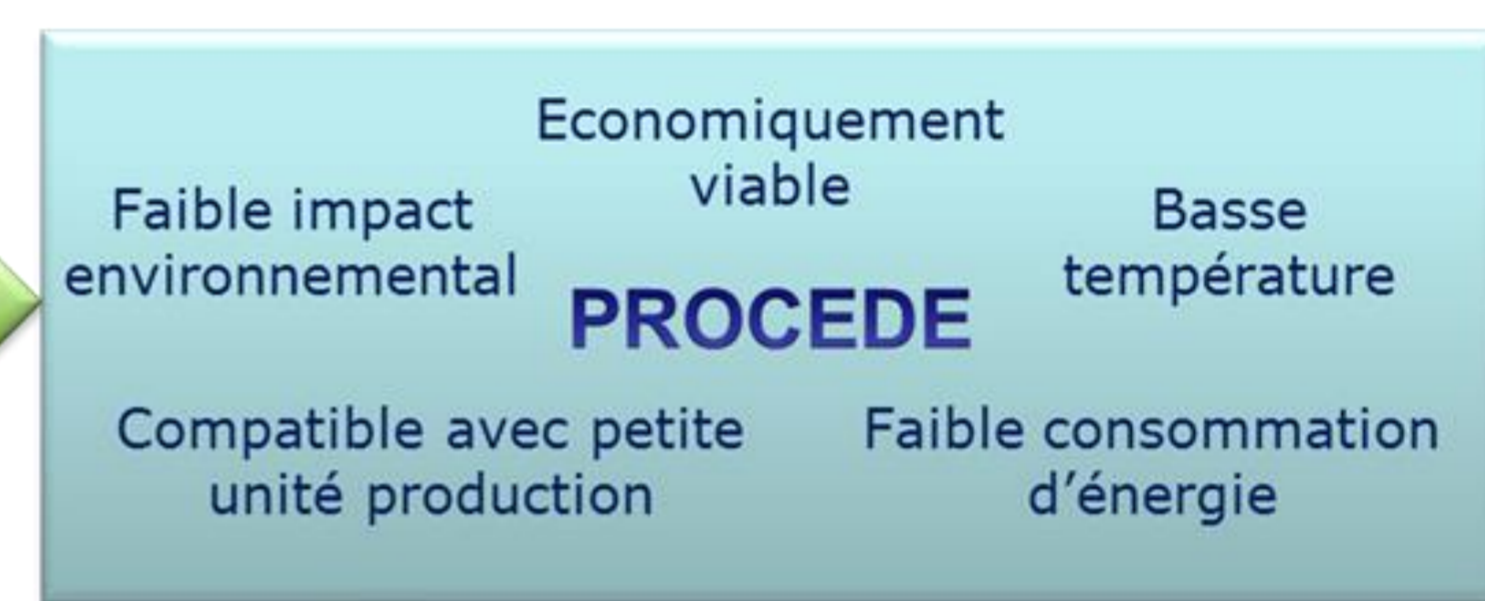 Economiquement
viable
Faible impact
environnemental
Basse
température
PROCEDE
Compatible avec petite
unité production
Faible consommation
d’énergie